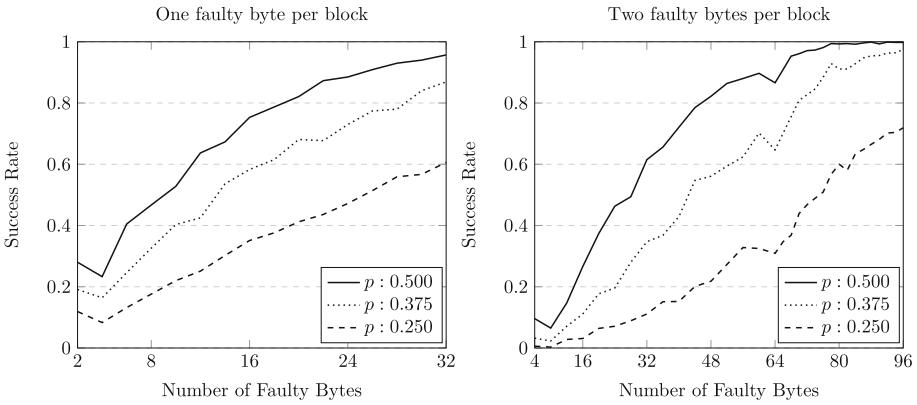 One faulty byte per block
Success Rate
1
0.8
0.6
0.4
0.2
0
2 8 16 24 32
Number of Faulty Bytes
p : 0.500
p : 0.375
p : 0.250
Two faulty bytes per block
Success Rate
1
0.8
0.6
0.4
0.2
0
4 16 32 48 64 80 96
Number of Faulty Bytes
p : 0.500
p : 0.375
p : 0.250